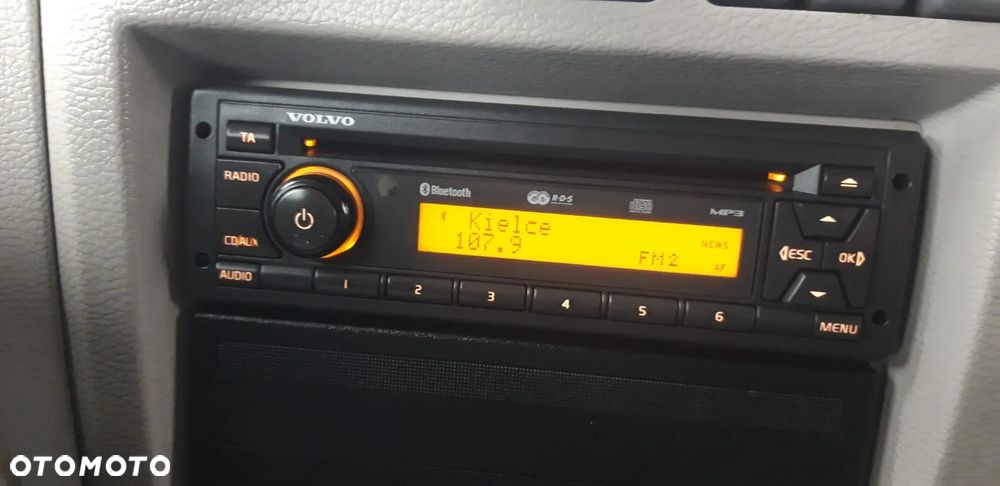 VOLVO
TA
RADIO
CD/AUX
AUDIO
Bluetooth
R·D·S
MP3
Kielce
NEWS
107.9
FM2
AF
ESC
OK
1
2
3
4
5
6
MENU
OTOMOTO